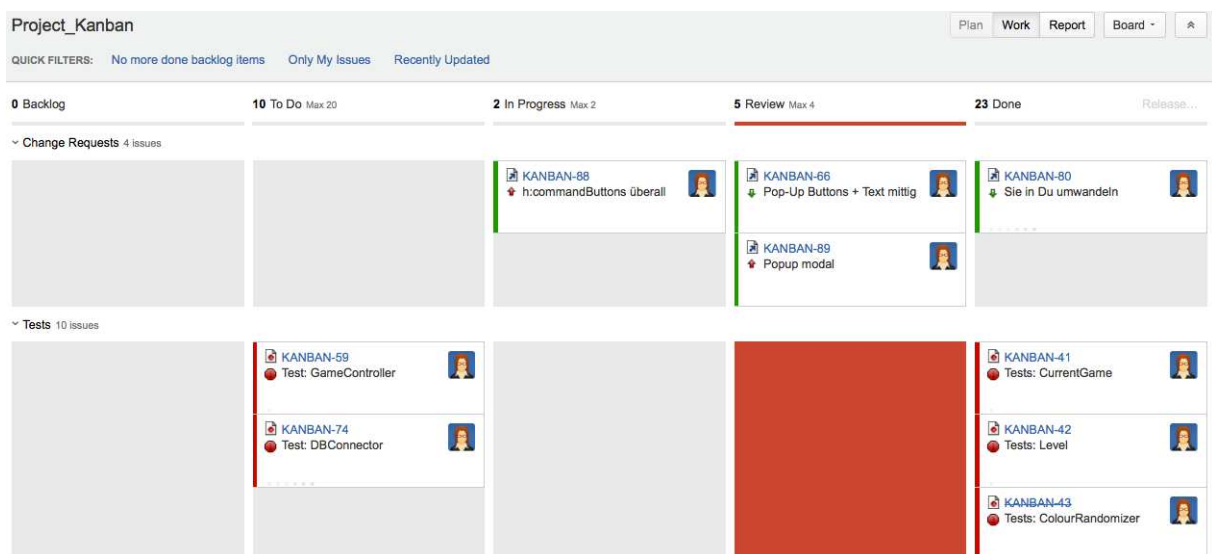 Project_Kanban
Plan Work Report Board
QUICK FILTERS: No more done backlog items Only My Issues Recently Updated
0 Backlog 10 To Do Max 20 2 In Progress Max 2 5 Review Max 4 23 Done Release...
Change Requests 4 issues
KANBAN-88 KANBAN-66 KANBAN-80
h:commandButtons überall Pop-Up Buttons + Text mittig Sie in Du umwandeln
KANBAN-89
Popup modal
Tests 10 issues
KANBAN-59 KANBAN-41
Test: GameController Tests: CurrentGame
KANBAN-74 KANBAN-42
Test: DBConnector Tests: Level
KANBAN-43
Tests: ColourRandomizer